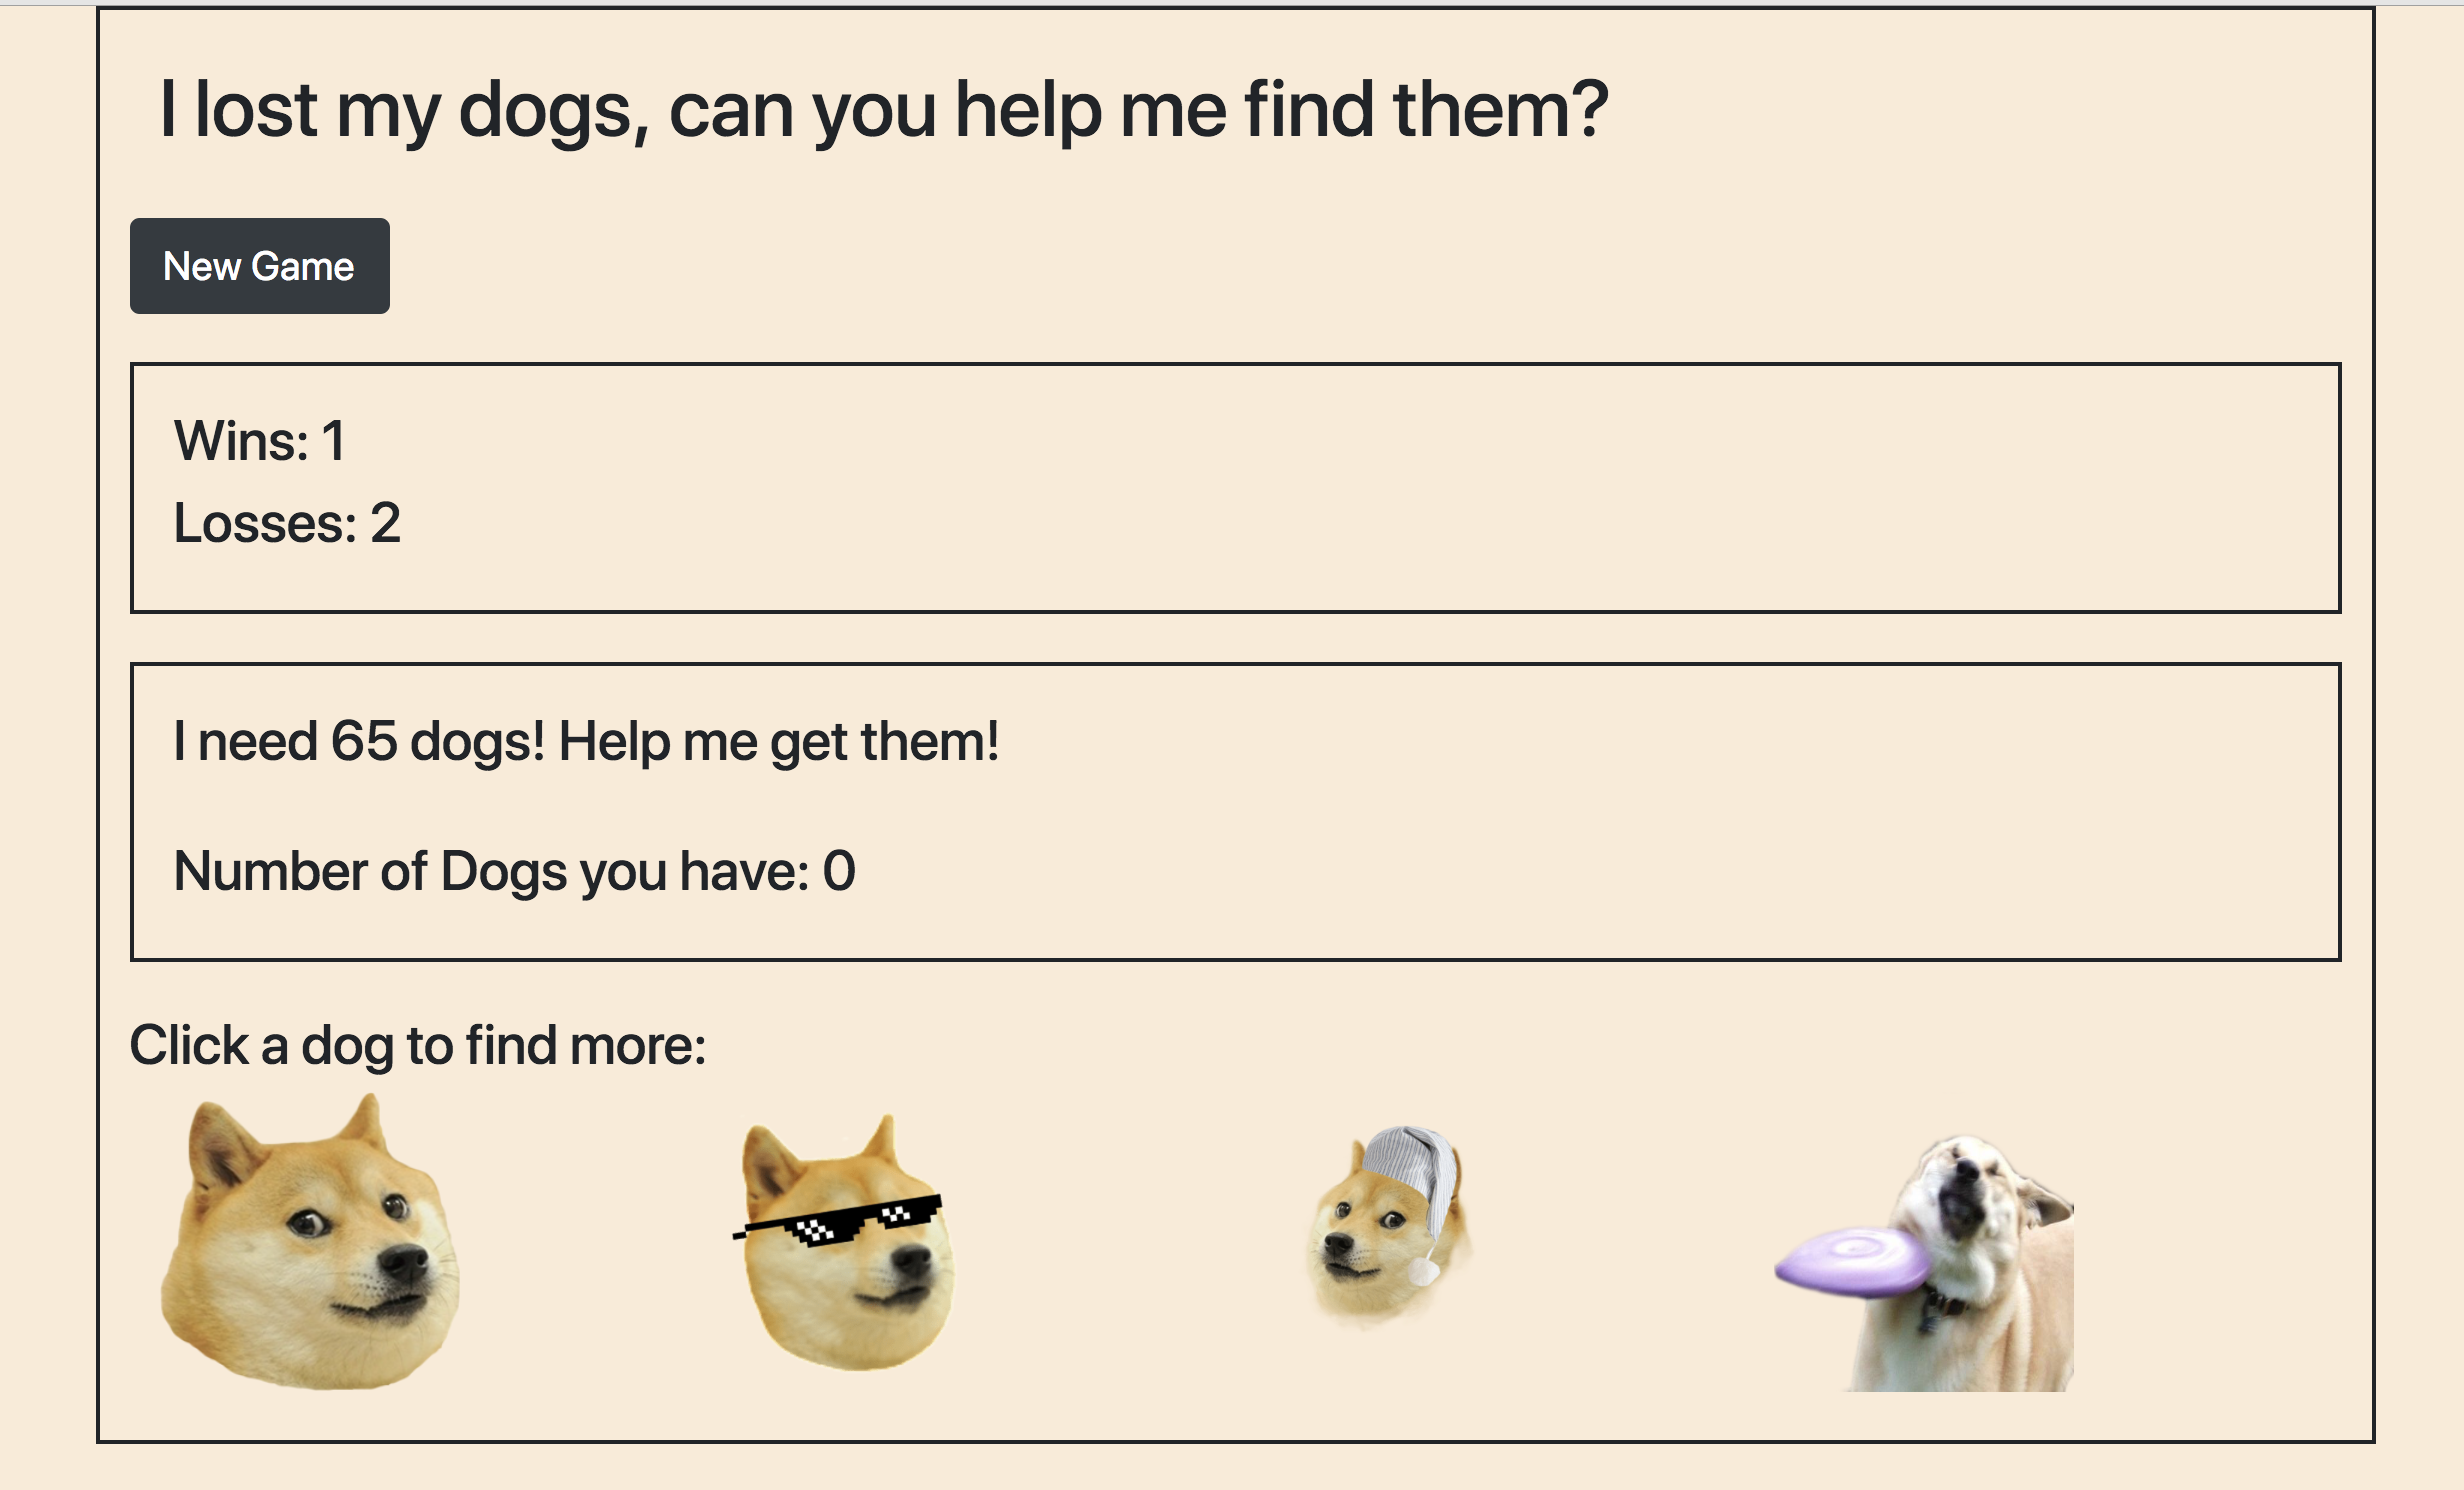 I lost my dogs, can you help me find them?
New Game
Wins: 1
Losses: 2
I need 65 dogs! Help me get them!
Number of Dogs you have: 0
Click a dog to find more: